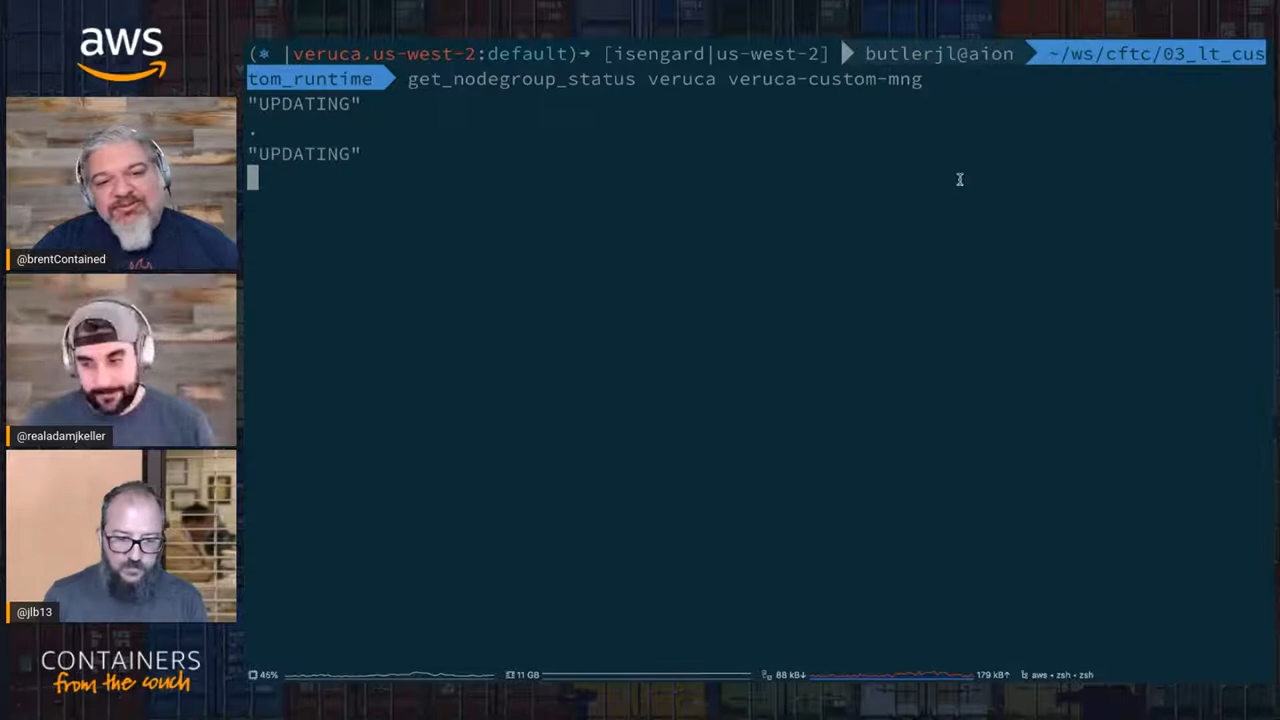 aws
@brentContained
@realadamjkeller
@jlb13
CONTAINERS
from the couch
(* |veruca.us-west-2:default)→ [isengard|us-west-2] butlerjl@aion ~/ws/cftc/03_lt_cus
tom_runtime get_nodegroup_status veruca veruca-custom-mng
"UPDATING"
.
"UPDATING"
45% 11 GB 88 kB↓ 179 kB↑ aws • zsh • zsh